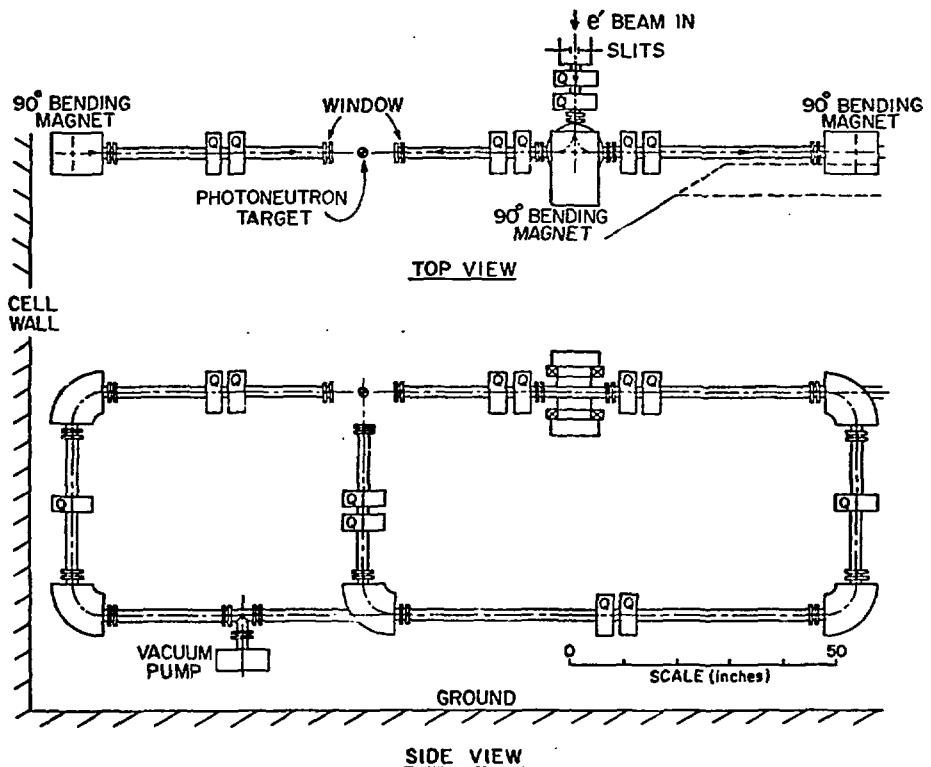 e' BEAM IN
SLITS
Q
Q
90° BENDING
MAGNET
WINDOW
90° BENDING
MAGNET
Q Q
Q Q
Q Q
PHOTONEUTRON
TARGET
90° BENDING
MAGNET
TOP VIEW
CELL
WALL
Q Q
Q Q
Q Q
Q
Q
Q
Q
Q Q
VACUUM
PUMP
0
50
SCALE (inches)
GROUND
SIDE VIEW